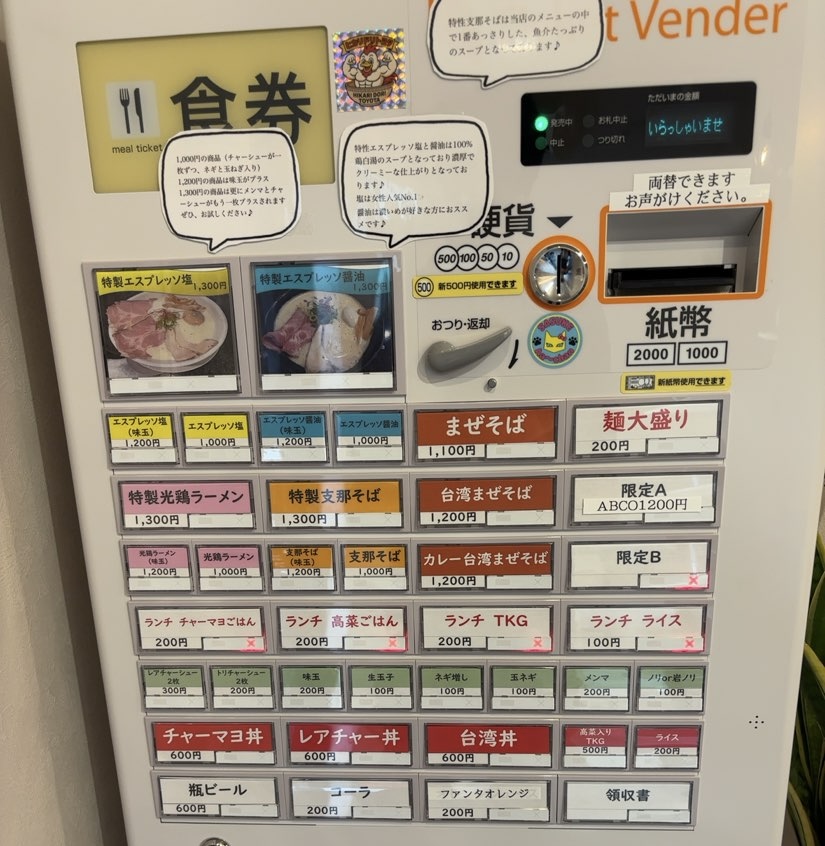 特性支那そばは当店のメニューの中
で1番あっさりした、魚介たっぷり
のスープとなっております♪
t Vender
食券
meal ticket
HIKARI DORI
TOYOTA
ただいまの金額
発売中
お札中止
中止
つり切れ
いらっしゃいませ
1,000円の商品（チャーシューが一
枚ずつ、ネギと玉ねぎ入り）
1,200円の商品は味玉がプラス
1,300円の商品は更にメンマとチャ
ーシューがもう一枚プラスされます
ぜひ、お試しください♪
特性エスプレッソ塩と醤油は100%
鶏白湯のスープとなっており濃厚で
クリーミーな仕上がりとなってお
ります♪
塩は女性人気No.1♪
醤油は濃いめが好きな方におスス
メです♪
両替できます
お声がけください。
硬貨
500 100 50 10
500 新500円使用できます
おつり・返却
紙幣
2000 1000
新紙幣使用できます
特製エスプレッソ塩
1,300円
特製エスプレッソ醤油
1,300円
エスプレッソ塩
(味玉)
1,200円
エスプレッソ塩
1,000円
エスプレッソ醤油
(味玉)
1,200円
エスプレッソ醤油
1,000円
まぜそば
1,100円
麺大盛り
200円
特製光鶏ラーメン
1,300円
特製支那そば
1,300円
台湾まぜそば
1,200円
限定A
ABCO1200円
光鶏ラーメン
(味玉)
1,200円
光鶏ラーメン
1,000円
支那そば
(味玉)
1,200円
支那そば
1,000円
カレー台湾まぜそば
1,200円
限定B
ランチ チャーマヨごはん
200円
ランチ 高菜ごはん
200円
ランチ TKG
200円
ランチ ライス
100円
レアチャーシュー
2枚
300円
トリチャーシュー
2枚
200円
味玉
200円
生玉子
100円
ネギ増し
100円
玉ネギ
100円
メンマ
200円
ノリor岩ノリ
100円
チャーマヨ丼
600円
レアチャー丼
600円
台湾丼
600円
高菜入り
TKG
500円
ライス
200円
瓶ビール
600円
コーラ
200円
ファンタオレンジ
200円
領収書